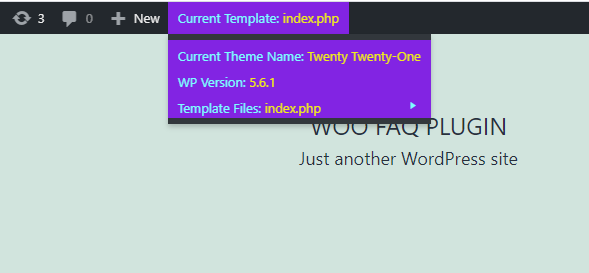 3 0 New Current Template: index.php
Current Theme Name: Twenty Twenty-One
WP Version: 5.6.1
Template Files: index.php
WOO FAQ PLUGIN
Just another WordPress site